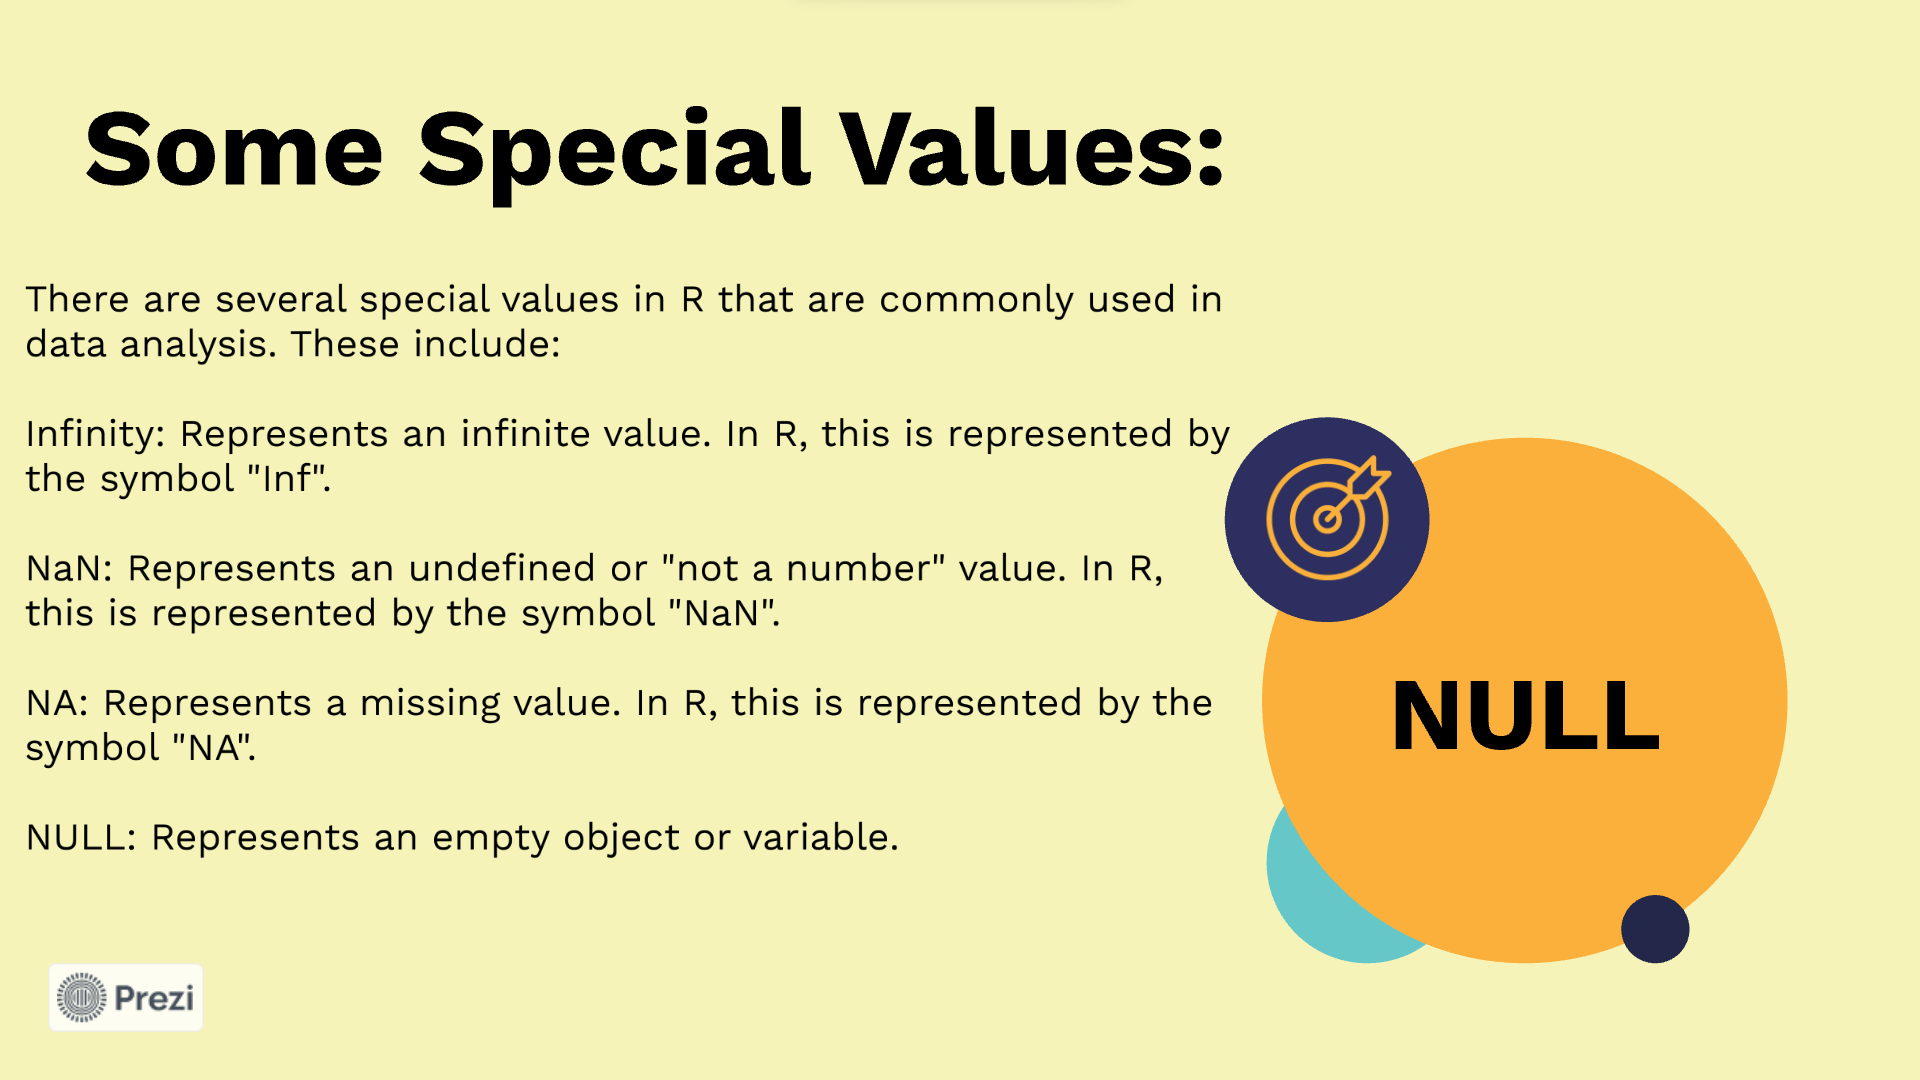 Some Special Values:
There are several special values in R that are commonly used in
data analysis. These include:
Infinity: Represents an infinite value. In R, this is represented by
the symbol "Inf".
NaN: Represents an undefined or "not a number" value. In R,
this is represented by the symbol "NaN".
NA: Represents a missing value. In R, this is represented by the
symbol "NA".
NULL: Represents an empty object or variable.
NULL
Prezi